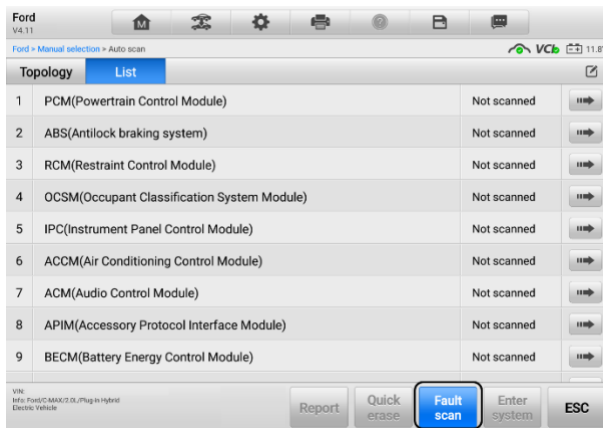 Ford
V4.11
M
?
Ford > Manual selection > Auto scan
VCI
11.8
Topology
List
1 PCM(Powertrain Control Module) Not scanned
2 ABS(Antilock braking system) Not scanned
3 RCM(Restraint Control Module) Not scanned
4 OCSM(Occupant Classification System Module) Not scanned
5 IPC(Instrument Panel Control Module) Not scanned
6 ACCM(Air Conditioning Control Module) Not scanned
7 ACM(Audio Control Module) Not scanned
8 APIM(Accessory Protocol Interface Module) Not scanned
9 BECM(Battery Energy Control Module) Not scanned
VIN:
Info: Ford/C-MAX/2.0L/Plug-in Hybrid
Electric Vehicle
Report
Quick
erase
Fault
scan
Enter
system
ESC